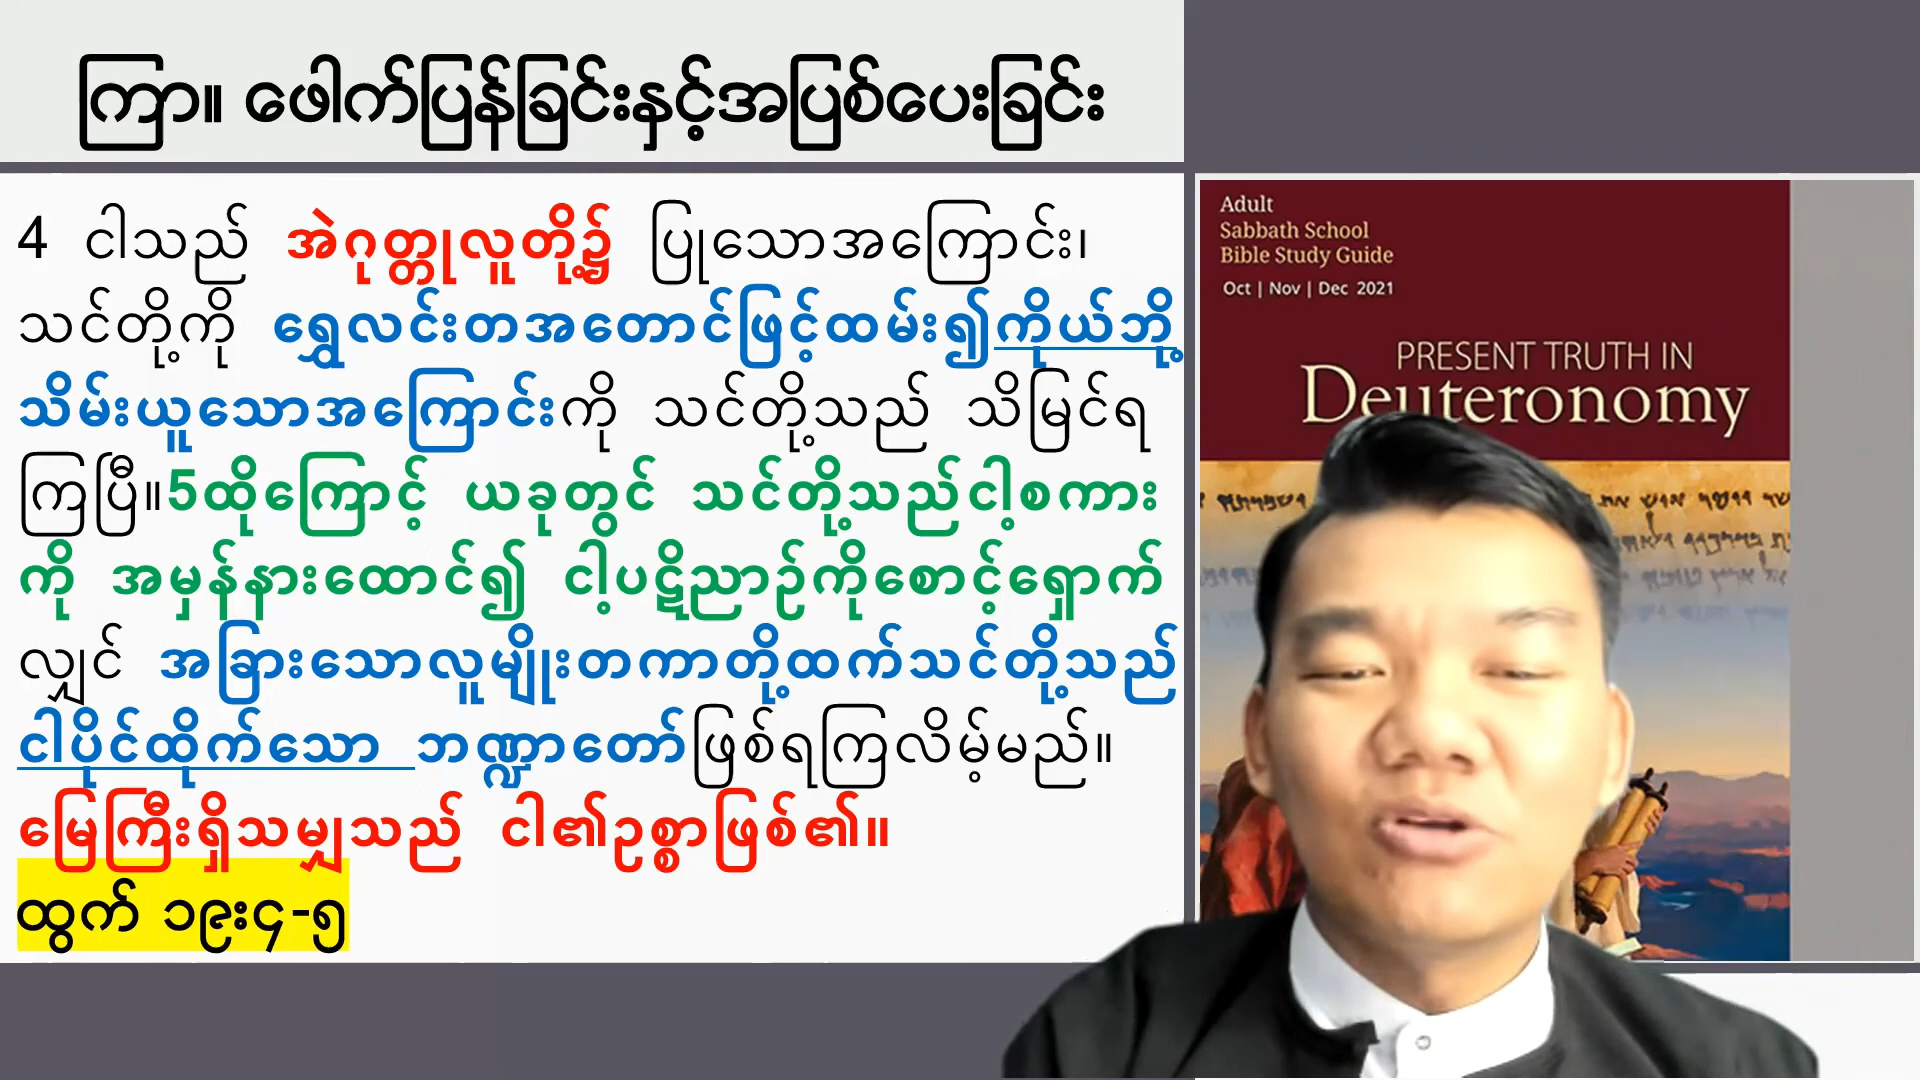 ကြာ။ ဖေါက်ပြန်ခြင်းနှင့်အပြစ်ပေးခြင်း
4 ငါသည် အဲဂုတ္တုလူတို့၌ ပြုသောအကြောင်း၊
သင်တို့ကို ရွှေလင်းတအတောင်ဖြင့်ထမ်း၍ကိုယ်ဘို့
သိမ်းယူသောအကြောင်းကို သင်တို့သည် သိမြင်ရ
ကြပြီ။5ထိုကြောင့် ယခုတွင် သင်တို့သည်ငါ့စကား
ကို အမှန်နားထောင်၍ ငါ့ပဋိညာဉ်ကိုစောင့်ရှောက်
လျှင် အခြားသောလူမျိုးတကာတို့ထက်သင်တို့သည်
ငါပိုင်ထိုက်သော ဘဏ္ဍာတော်ဖြစ်ရကြလိမ့်မည်။
မြေကြီးရှိသမျှသည် ငါ၏ဥစ္စာဖြစ်၏။
ထွက် ၁၉း၄-၅
Adult
Sabbath School
Bible Study Guide
Oct | Nov | Dec 2021
PRESENT TRUTH IN
Deuteronomy